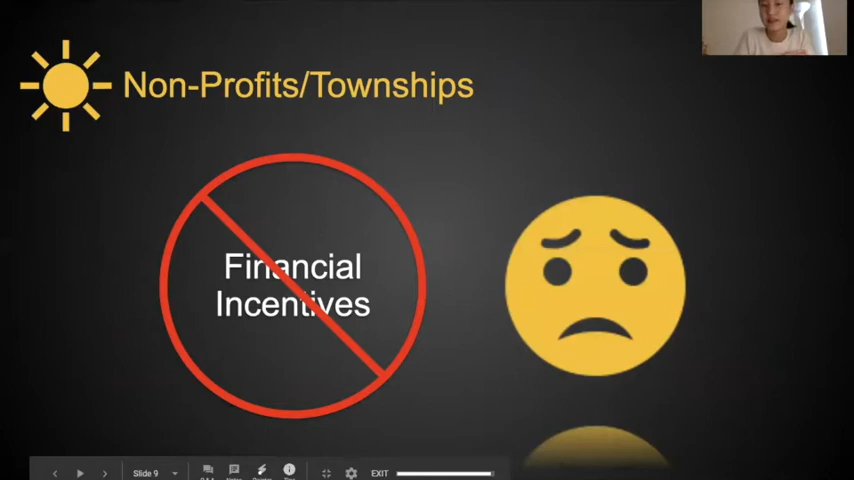 Non-Profits/Townships
Financial
Incentives
Slide 9
EXIT